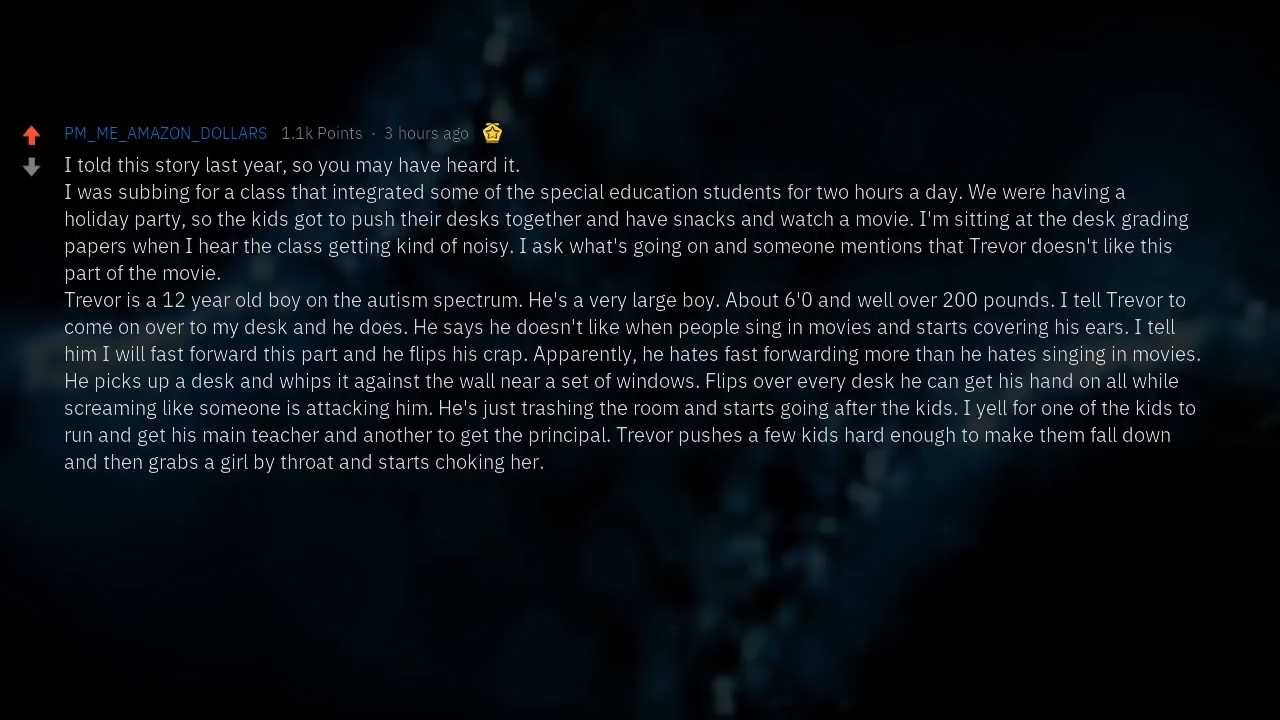 PM_ME_AMAZON_DOLLARS 1.1k Points · 3 hours ago
I told this story last year, so you may have heard it.
I was subbing for a class that integrated some of the special education students for two hours a day. We were having a
holiday party, so the kids got to push their desks together and have snacks and watch a movie. I'm sitting at the desk grading
papers when I hear the class getting kind of noisy. I ask what's going on and someone mentions that Trevor doesn't like this
part of the movie.
Trevor is a 12 year old boy on the autism spectrum. He's a very large boy. About 6'0 and well over 200 pounds. I tell Trevor to
come on over to my desk and he does. He says he doesn't like when people sing in movies and starts covering his ears. I tell
him I will fast forward this part and he flips his crap. Apparently, he hates fast forwarding more than he hates singing in movies.
He picks up a desk and whips it against the wall near a set of windows. Flips over every desk he can get his hand on all while
screaming like someone is attacking him. He's just trashing the room and starts going after the kids. I yell for one of the kids to
run and get his main teacher and another to get the principal. Trevor pushes a few kids hard enough to make them fall down
and then grabs a girl by throat and starts choking her.